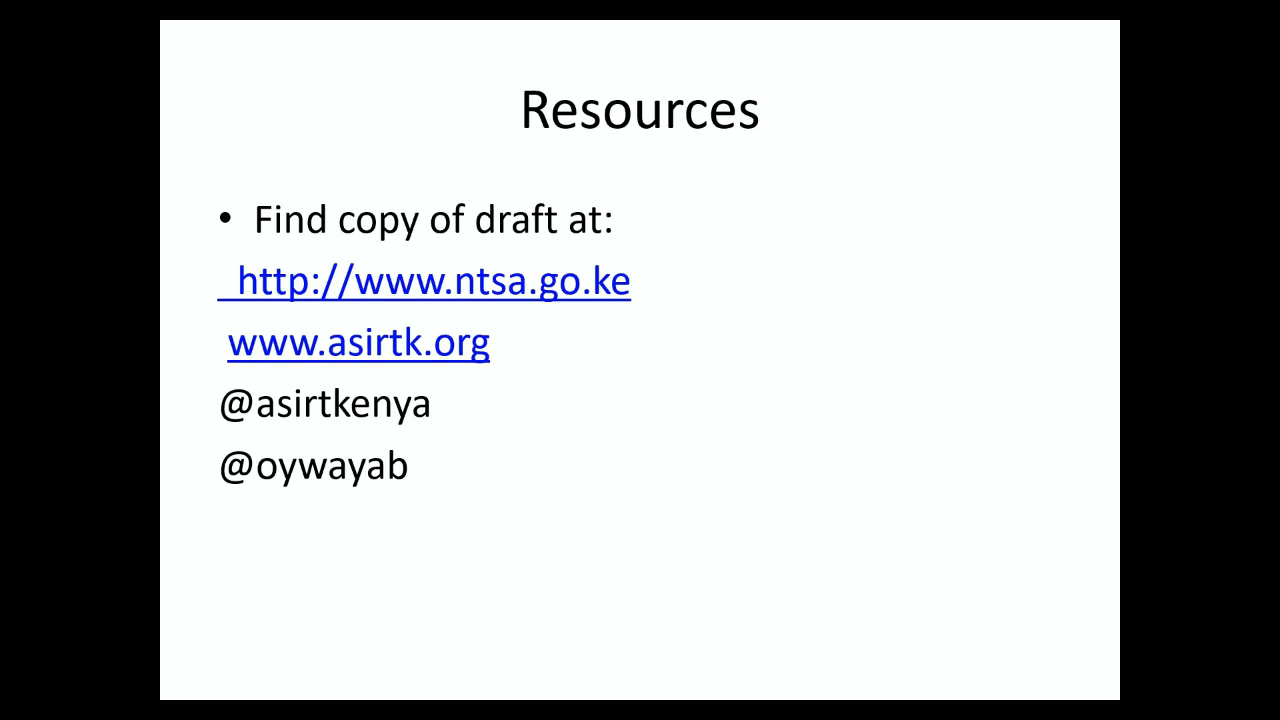 Resources
• Find copy of draft at:
http://www.ntsa.go.ke
www.asirtk.org
@asirtkenya
@oywayab